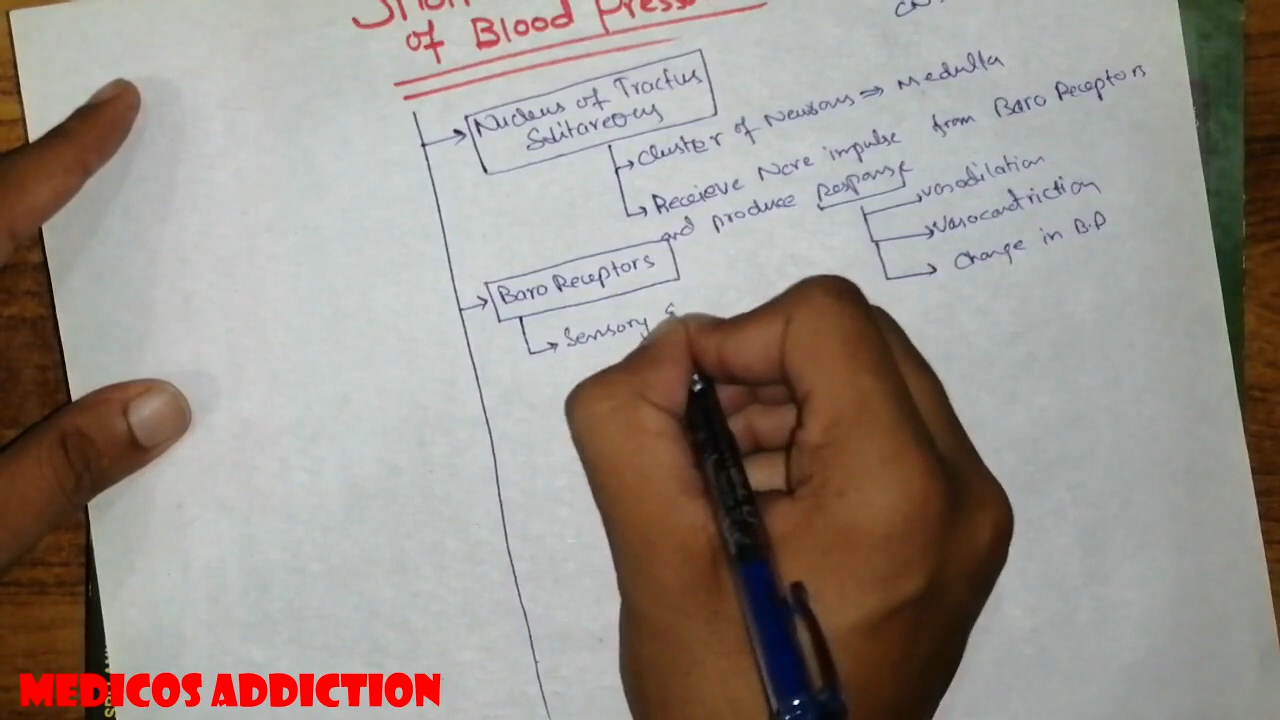 of Blood Press
Nucleus of Tractus
Solitareous
cluster of Neurons ⇒ Medulla
Receieve Nerve impulse from Baro Receptors
and produce Response
vasodilation
Vasoconstriction
Change in B.P
Baro Receptors
Sensory
MEDICOS ADDICTION